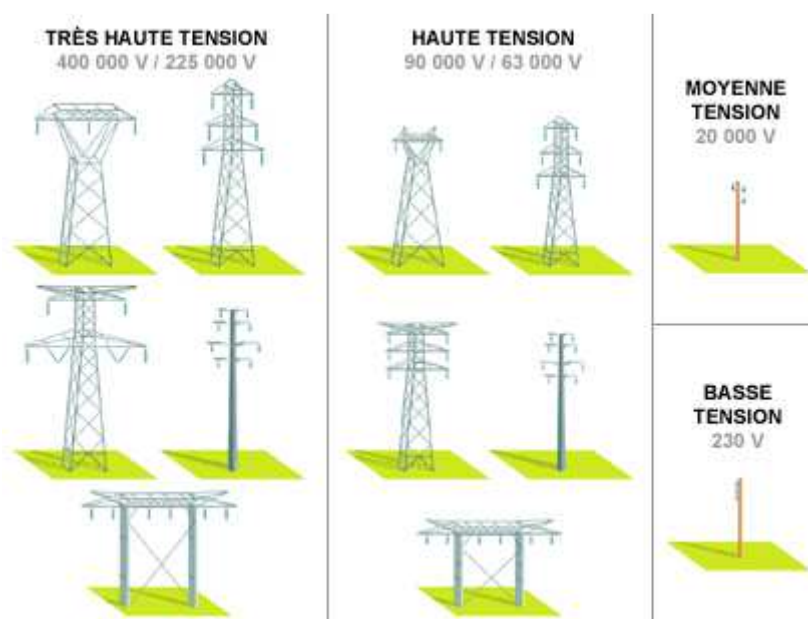 TRÈS HAUTE TENSION
400 000 V / 225 000 V
HAUTE TENSION
90 000 V / 63 000 V
MOYENNE
TENSION
20 000 V
BASSE
TENSION
230 V